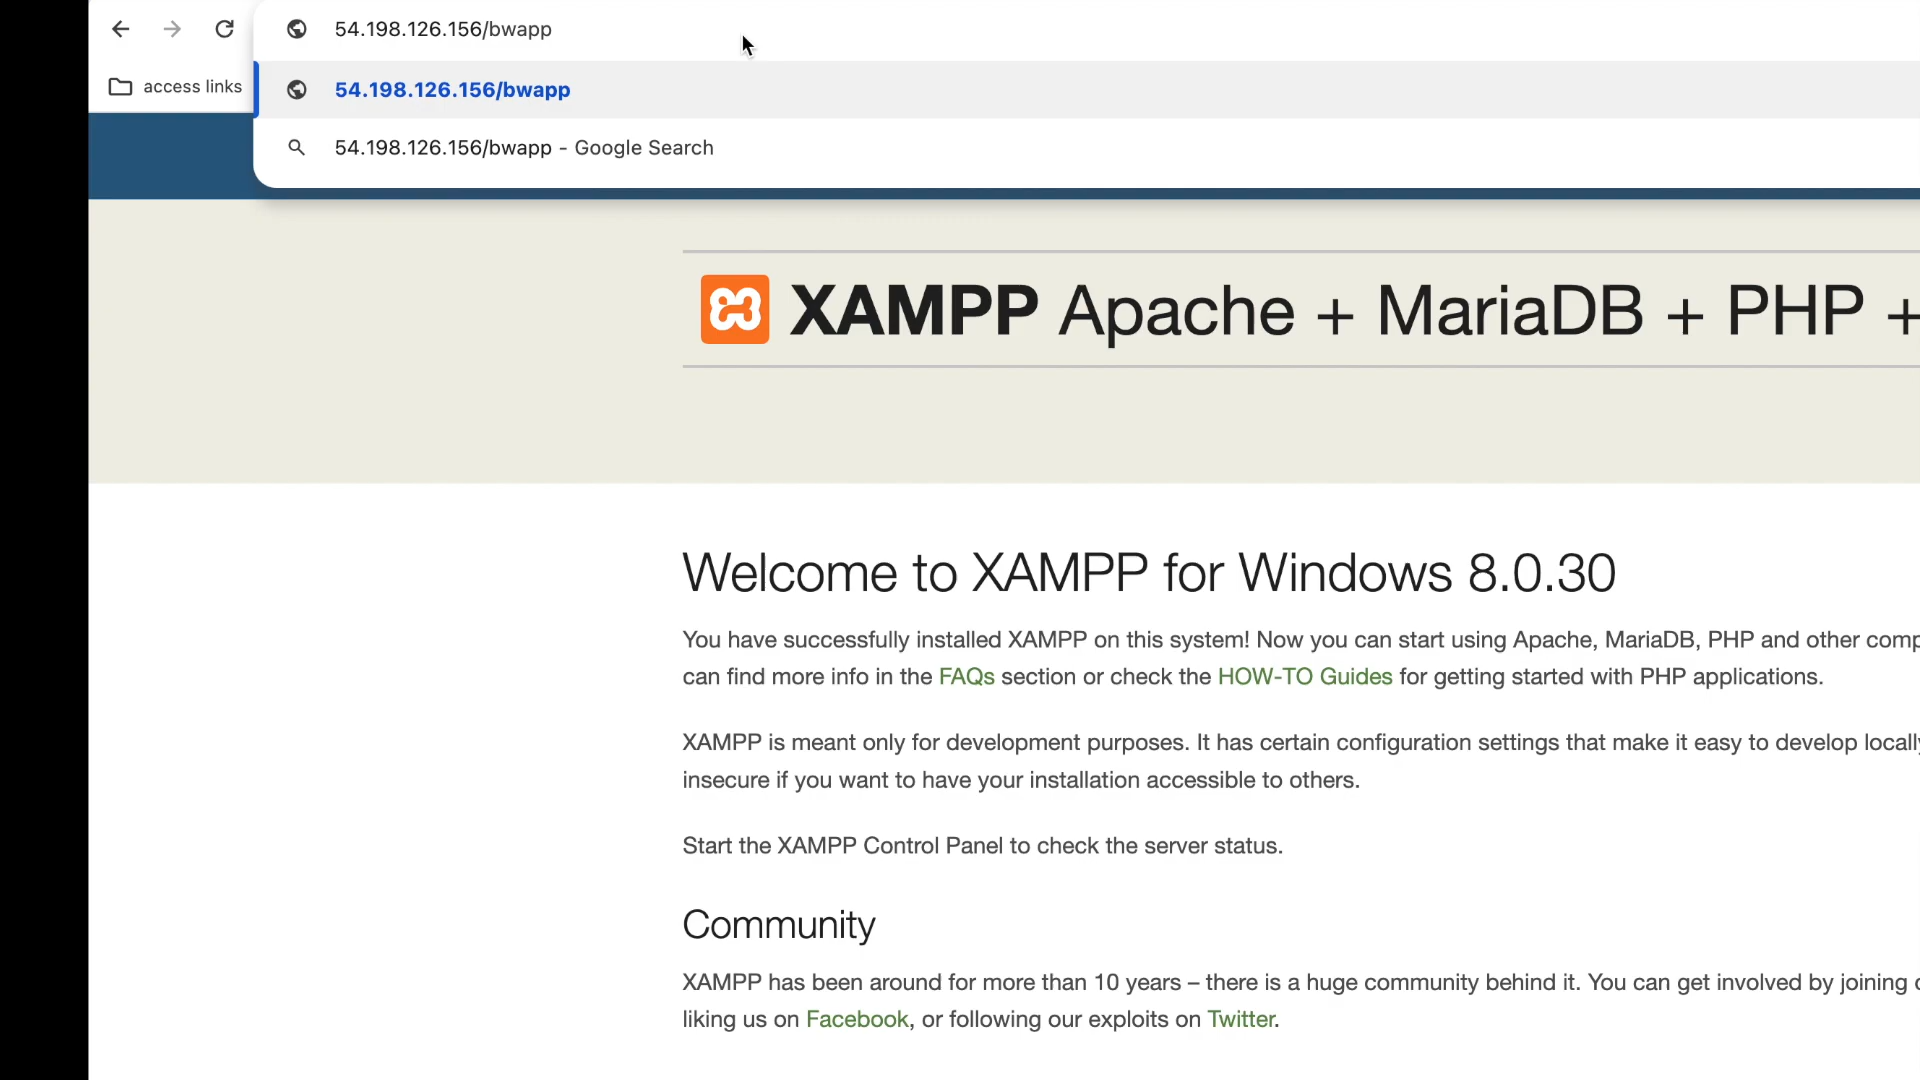 54.198.126.156/bwapp
access links
54.198.126.156/bwapp
54.198.126.156/bwapp - Google Search
XAMPP Apache + MariaDB + PHP +
Welcome to XAMPP for Windows 8.0.30
You have successfully installed XAMPP on this system! Now you can start using Apache, MariaDB, PHP and other comp
can find more info in the FAQs section or check the HOW-TO Guides for getting started with PHP applications.
XAMPP is meant only for development purposes. It has certain configuration settings that make it easy to develop locally
insecure if you want to have your installation accessible to others.
Start the XAMPP Control Panel to check the server status.
Community
XAMPP has been around for more than 10 years – there is a huge community behind it. You can get involved by joining
liking us on Facebook, or following our exploits on Twitter.